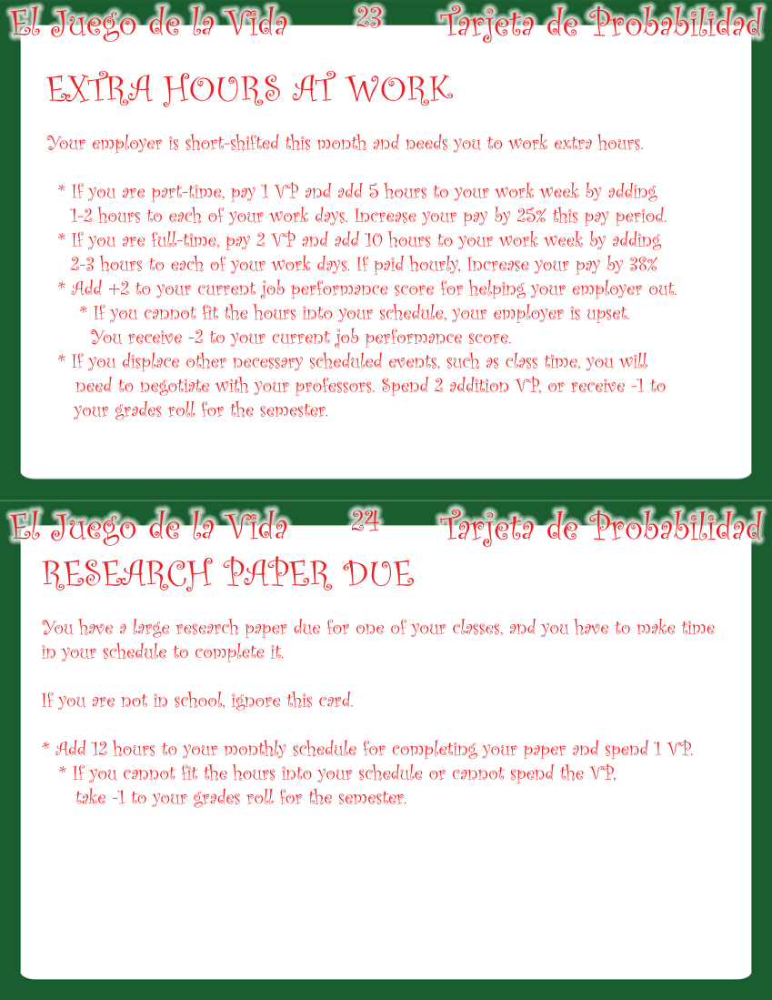 El Juego de la Vida 23 Tarjeta de Probabilidad
EXTRA HOURS AT WORK
Your employer is short-shifted this month and needs you to work extra hours.
* If you are part-time, pay 1 VP and add 5 hours to your work week by adding
1-2 hours to each of your work days. Increase your pay by 25% this pay period.
* If you are full-time, pay 2 VP and add 10 hours to your work week by adding
2-3 hours to each of your work days. If paid hourly, Increase your pay by 38%
* Add +2 to your current job performance score for helping your employer out.
* If you cannot fit the hours into your schedule, your employer is upset.
You receive -2 to your current job performance score.
* If you displace other necessary scheduled events, such as class time, you will
need to negotiate with your professors. Spend 2 addition VP, or receive -1 to
your grades roll for the semester.
El Juego de la Vida 24 Tarjeta de Probabilidad
RESEARCH PAPER DUE
You have a large research paper due for one of your classes, and you have to make time
in your schedule to complete it.
If you are not in school, ignore this card.
* Add 12 hours to your monthly schedule for completing your paper and spend 1 VP.
* If you cannot fit the hours into your schedule or cannot spend the VP,
take -1 to your grades roll for the semester.